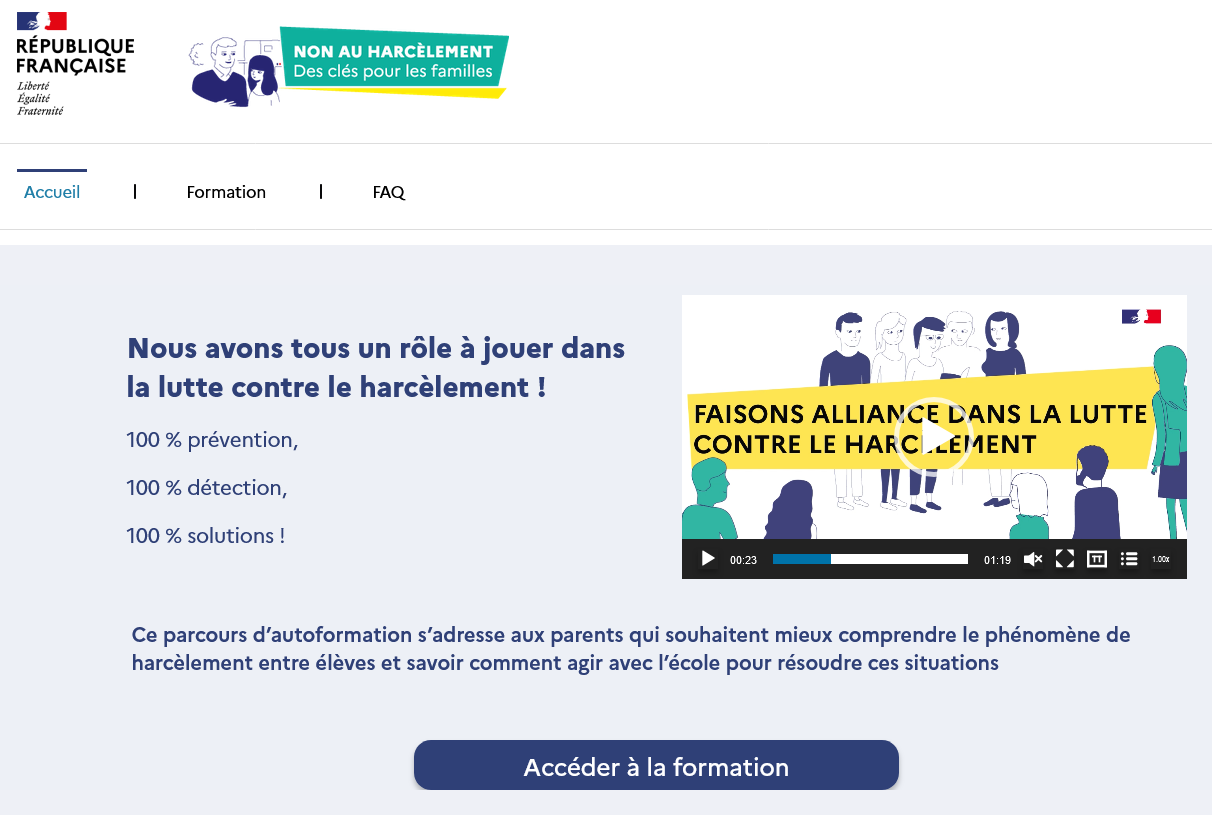 RÉPUBLIQUE
FRANÇAISE
Liberté
Égalité
Fraternité
NON AU HARCÈLEMENT
Des clés pour les familles
Accueil
Formation
FAQ
Nous avons tous un rôle à jouer dans
la lutte contre le harcèlement !
100 % prévention,
100 % détection,
100 % solutions !
FAISONS ALLIANCE DANS LA LUTTE
CONTRE LE HARCÈLEMENT
00:23
01:19
1.00x
Ce parcours d’autoformation s’adresse aux parents qui souhaitent mieux comprendre le phénomène de
harcèlement entre élèves et savoir comment agir avec l’école pour résoudre ces situations
Accéder à la formation